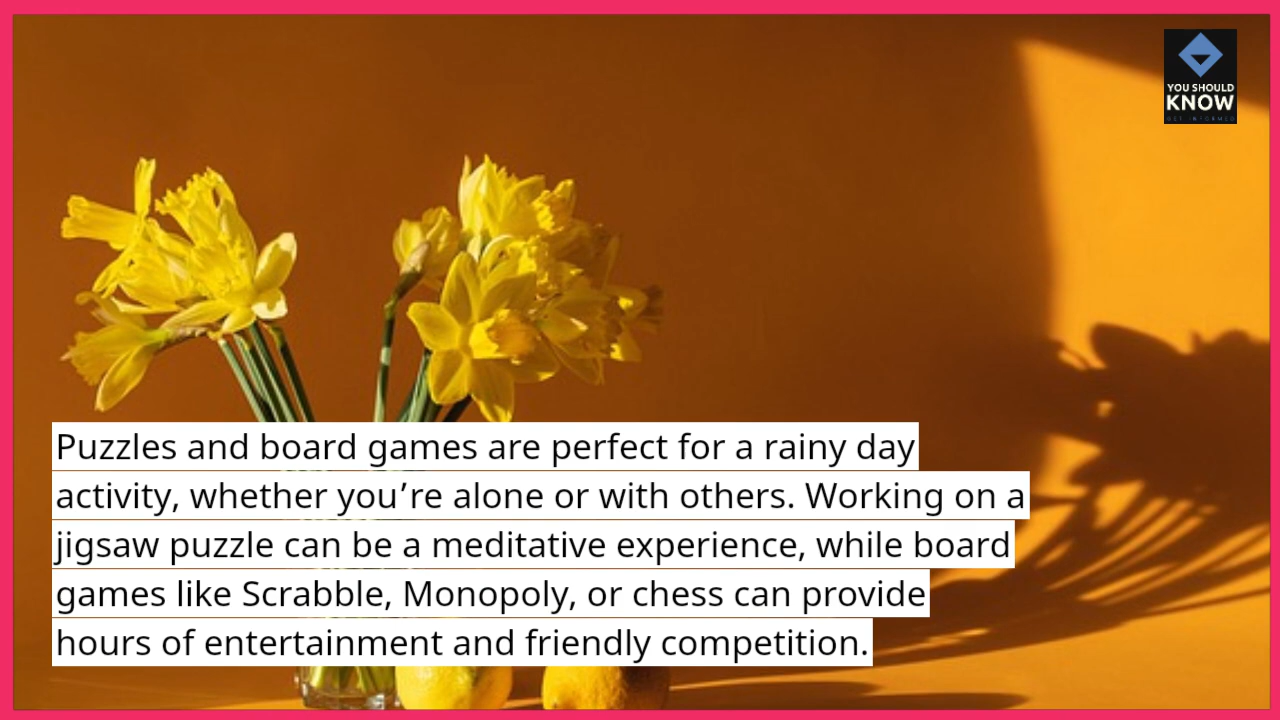 YOU SHOULD
KNOW
GET INFORMED
Puzzles and board games are perfect for a rainy day
activity, whether you’re alone or with others. Working on a
jigsaw puzzle can be a meditative experience, while board
games like Scrabble, Monopoly, or chess can provide
hours of entertainment and friendly competition.